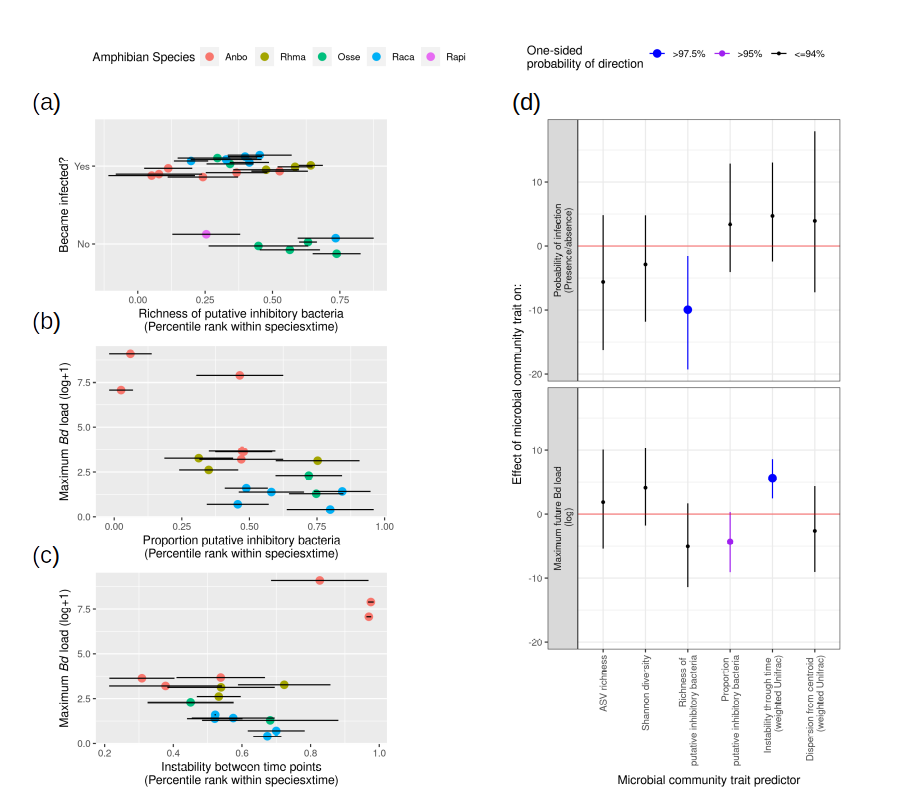 Amphibian Species Anbo Rhma Osse Raca Rapi
One-sided
probability of direction >97.5% >95% <=94%
(a)
Became infected?
Yes
No
0.00 0.25 0.50 0.75
Richness of putative inhibitory bacteria
(Percentile rank within speciesxtime)
(b)
Maximum Bd load (log+1)
7.5
5.0
2.5
0.0
0.00 0.25 0.50 0.75 1.00
Proportion putative inhibitory bacteria
(Percentile rank within speciesxtime)
(c)
Maximum Bd load (log+1)
7.5
5.0
2.5
0.0
0.2 0.4 0.6 0.8 1.0
Instability between time points
(Percentile rank within speciesxtime)
(d)
Effect of microbial community trait on:
Probability of infection
(Presence/absence)
10
0
-10
-20
Maximum future Bd load
(log)
10
0
-10
-20
ASV richness
Shannon diversity
Richness of
putative inhibitory bacteria
Proportion
putative inhibitory bacteria
Instability through time
(weighted Unifrac)
Dispersion from centroid
(weighted Unifrac)
Microbial community trait predictor